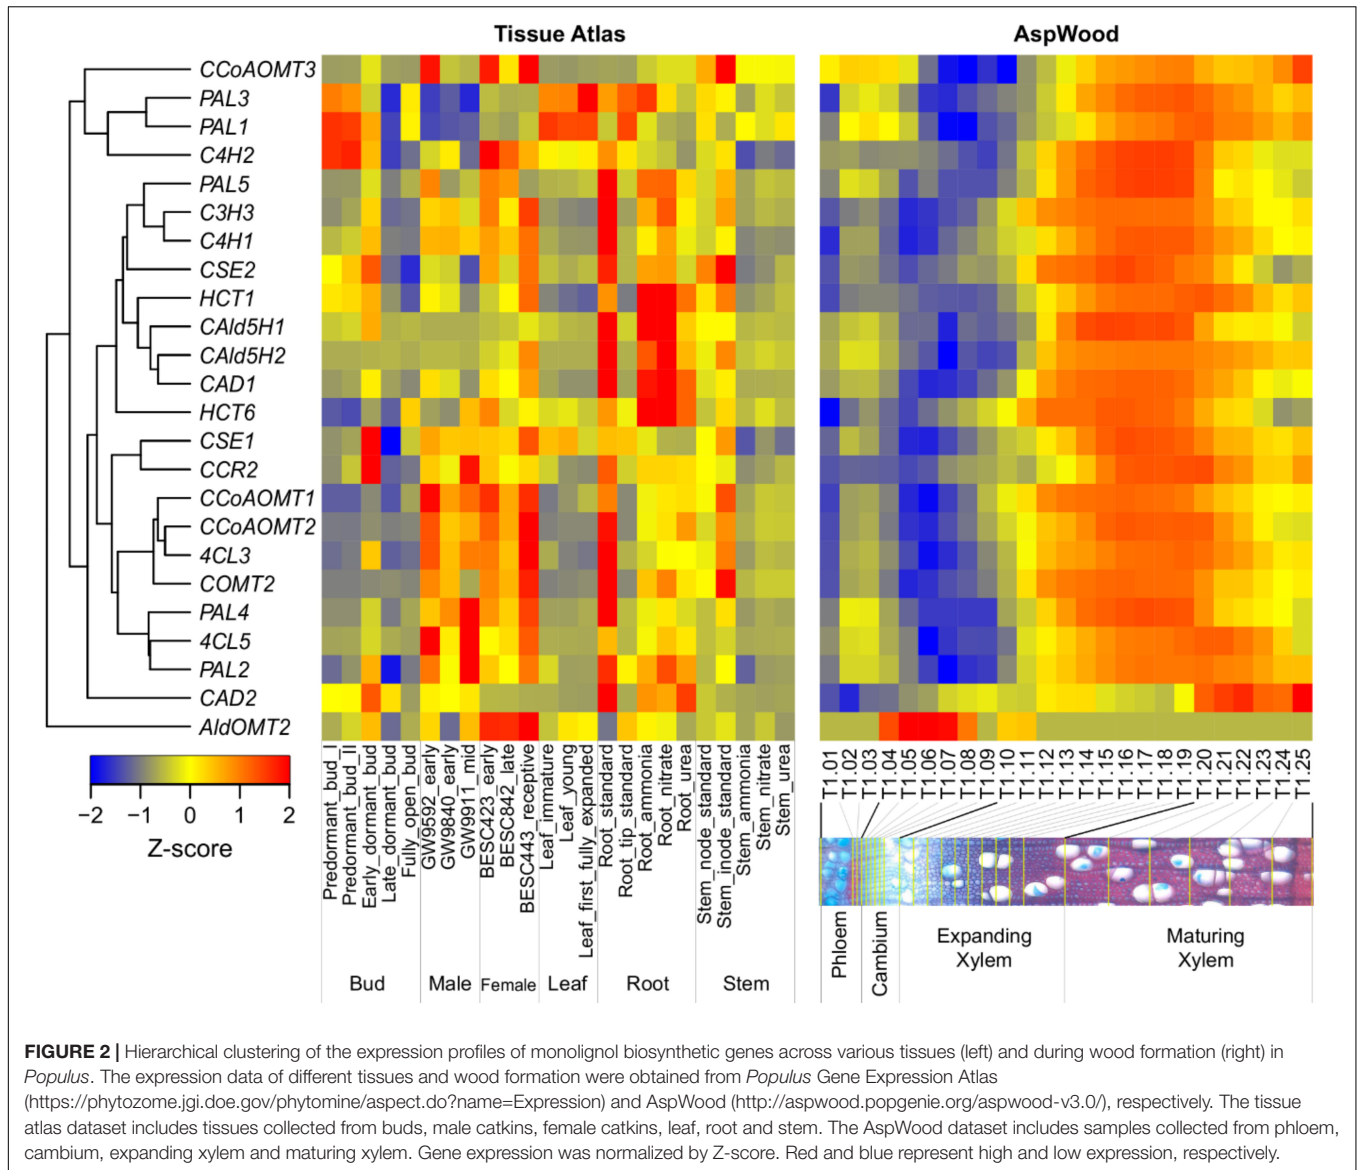 Tissue Atlas
AspWood
CCoAOMT3
PAL3
PAL1
C4H2
PAL5
C3H3
C4H1
CSE2
HCT1
CAld5H1
CAld5H2
CAD1
HCT6
CSE1
CCR2
CCoAOMT1
CCoAOMT2
4CL3
COMT2
PAL4
4CL5
PAL2
CAD2
AldOMT2
−2 −1 0 1 2
Z-score
Predormant_bud_I
Predormant_bud_II
Early_dormant_bud
Late_dormant_bud
Fully_open_bud
GW9592_early
GW9840_early
GW9911_mid
BESC423_early
BESC842_late
BESC443_receptive
Leaf_immature
Leaf_young
Leaf_first_fully_expanded
Root_standard
Root_tip_standard
Root_ammonia
Root_nitrate
Root_urea
Stem_node_standard
Stem_inode_standard
Stem_ammonia
Stem_nitrate
Stem_urea
Bud
Male
Female
Leaf
Root
Stem
T1.01
T1.02
T1.03
T1.04
T1.05
T1.06
T1.07
T1.08
T1.09
T1.10
T1.11
T1.12
T1.13
T1.14
T1.15
T1.16
T1.17
T1.18
T1.19
T1.20
T1.21
T1.22
T1.23
T1.24
T1.25
Phloem
Cambium
Expanding
Xylem
Maturing
Xylem
FIGURE 2 | Hierarchical clustering of the expression profiles of monolignol biosynthetic genes across various tissues (left) and during wood formation (right) in
Populus. The expression data of different tissues and wood formation were obtained from Populus Gene Expression Atlas
(https://phytozome.jgi.doe.gov/phytomine/aspect.do?name=Expression) and AspWood (http://aspwood.popgenie.org/aspwood-v3.0/), respectively. The tissue
atlas dataset includes tissues collected from buds, male catkins, female catkins, leaf, root and stem. The AspWood dataset includes samples collected from phloem,
cambium, expanding xylem and maturing xylem. Gene expression was normalized by Z-score. Red and blue represent high and low expression, respectively.